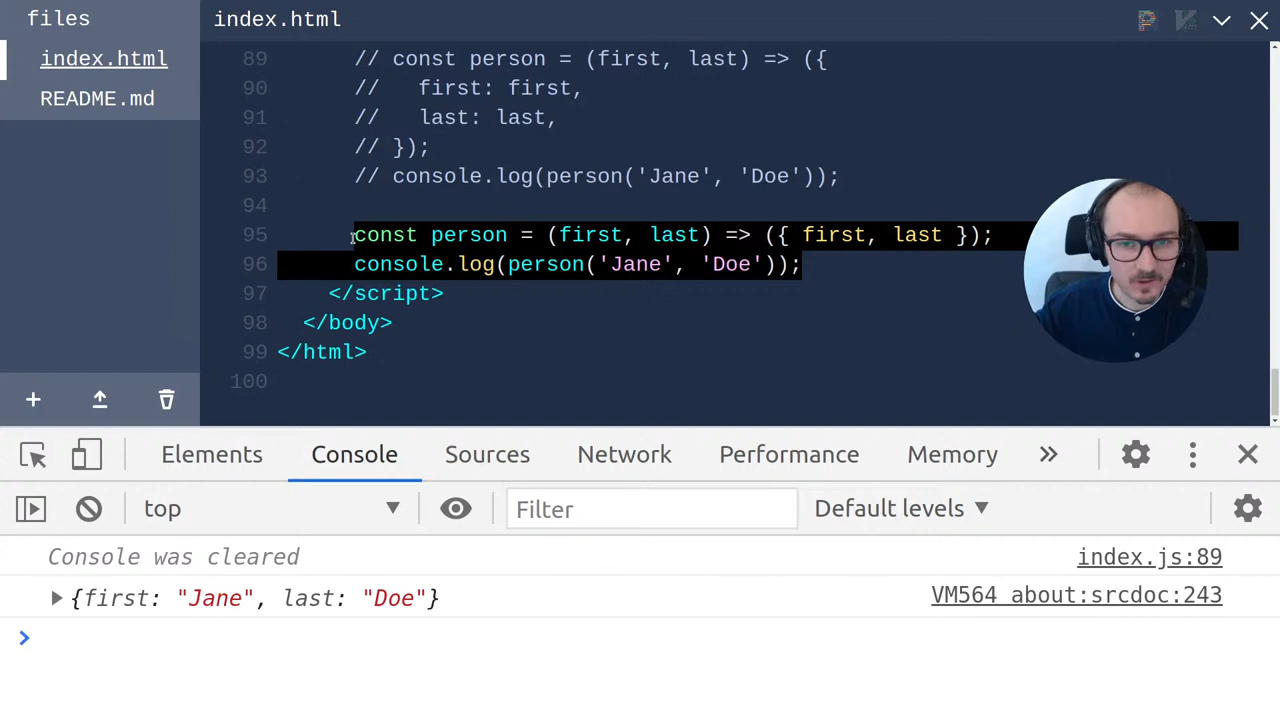 files
index.html
README.md
index.html
89 // const person = (first, last) => ({
90 //   first: first,
91 //   last: last,
92 // });
93 // console.log(person('Jane', 'Doe'));
94
95 const person = (first, last) => ({ first, last });
96 console.log(person('Jane', 'Doe'));
97 </script>
98 </body>
99 </html>
100
Elements Console Sources Network Performance Memory »
top Filter Default levels
Console was cleared index.js:89
{first: "Jane", last: "Doe"} VM564 about:srcdoc:243
>